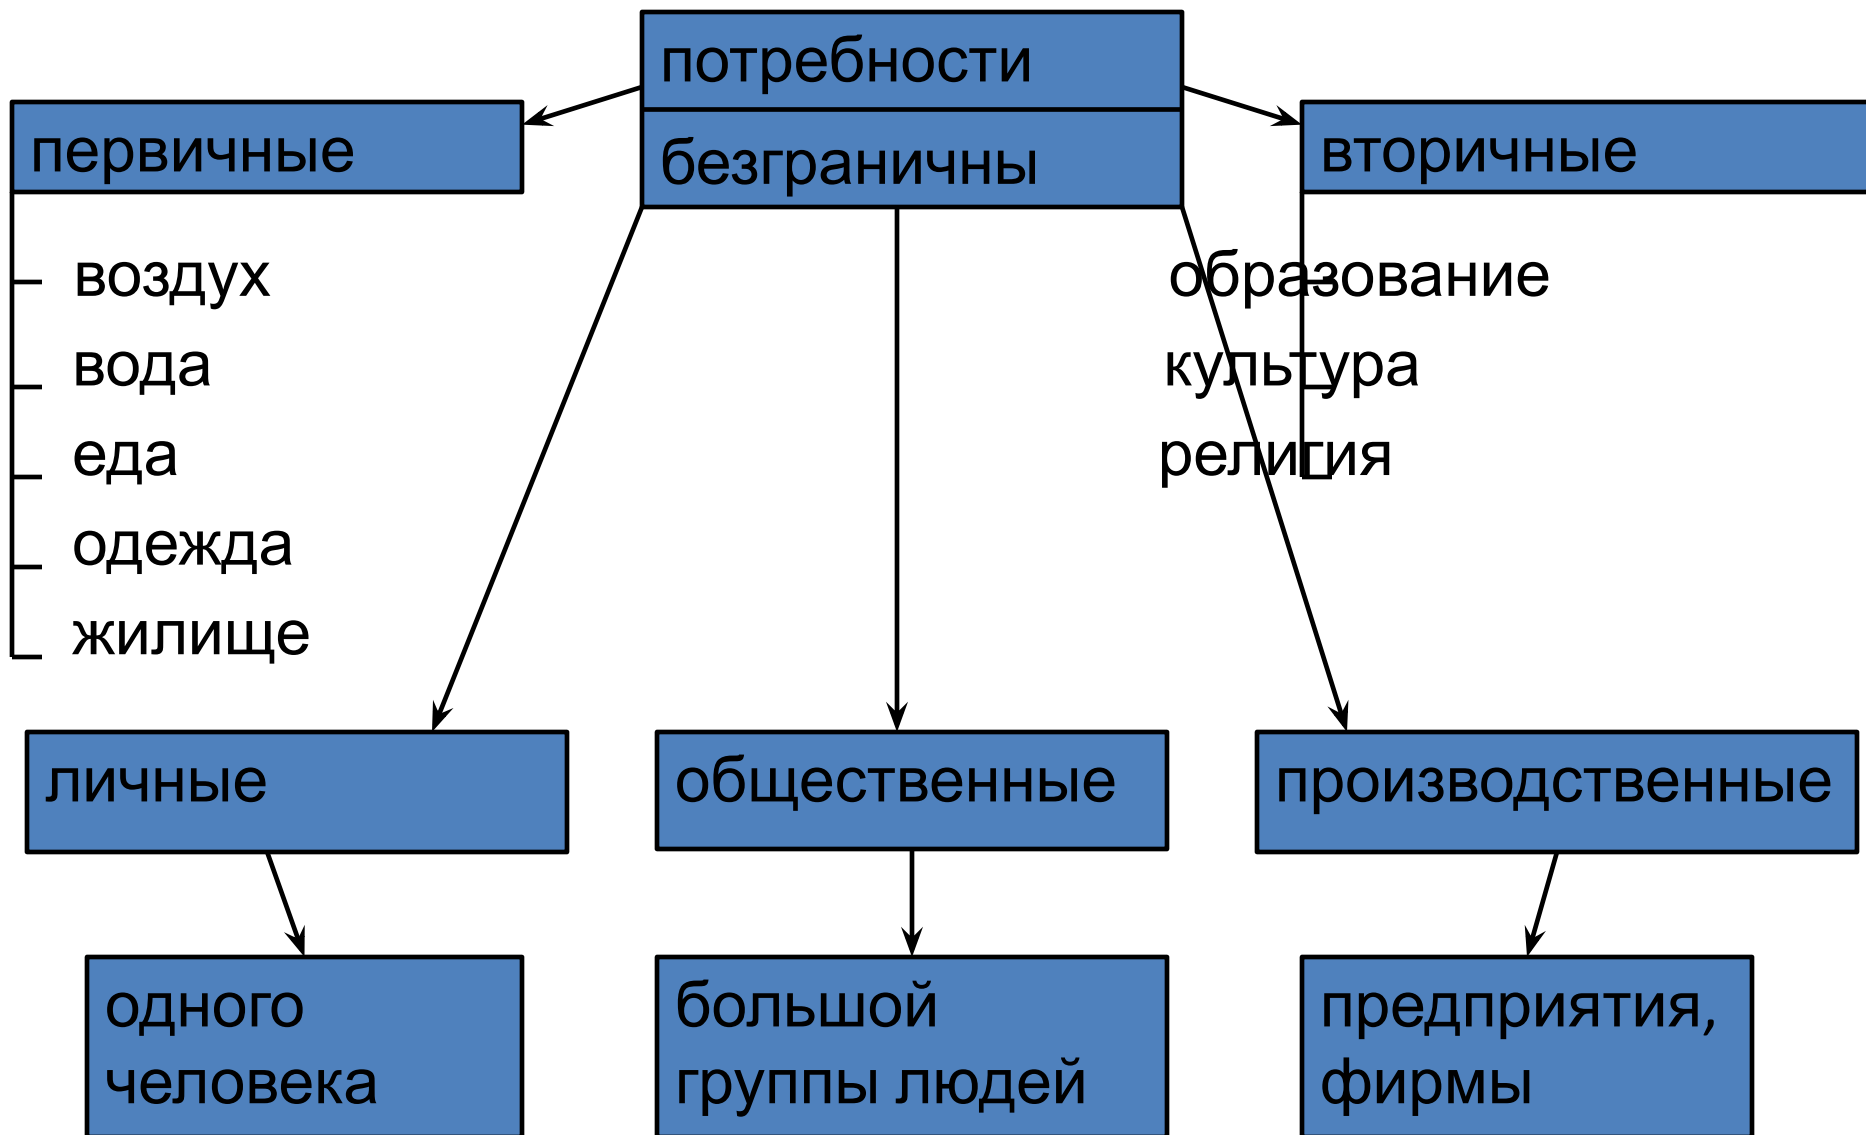 потребности
безграничны
первичные
воздух
вода
еда
одежда
жилище
вторичные
образование
культура
религия
личные
общественные
производственные
одного
человека
большой
группы людей
предприятия,
фирмы